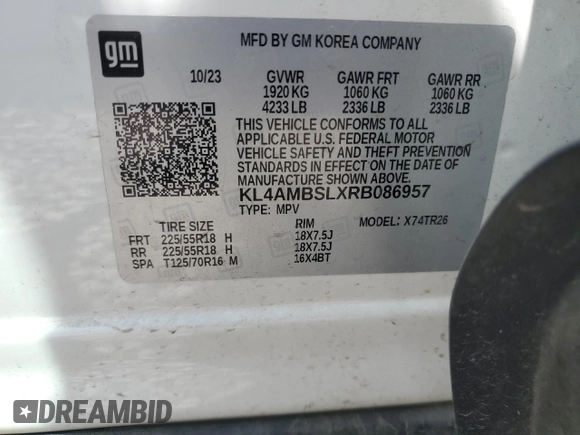 gm
MFD BY GM KOREA COMPANY
10/23 GVWR GAWR FRT GAWR RR
1920 KG 1060 KG 1060 KG
4233 LB 2336 LB 2336 LB
THIS VEHICLE CONFORMS TO ALL
APPLICABLE U.S. FEDERAL MOTOR
VEHICLE SAFETY AND THEFT PREVENTION
STANDARDS IN EFFECT ON THE DATE OF
MANUFACTURE SHOWN ABOVE.
KL4AMBSLXRB086957
TYPE: MPV MODEL: X74TR26
TIRE SIZE RIM
FRT 225/55R18 H 18X7.5J
RR 225/55R18 H 18X7.5J
SPA T125/70R16 M 16X4BT
DREAMBID